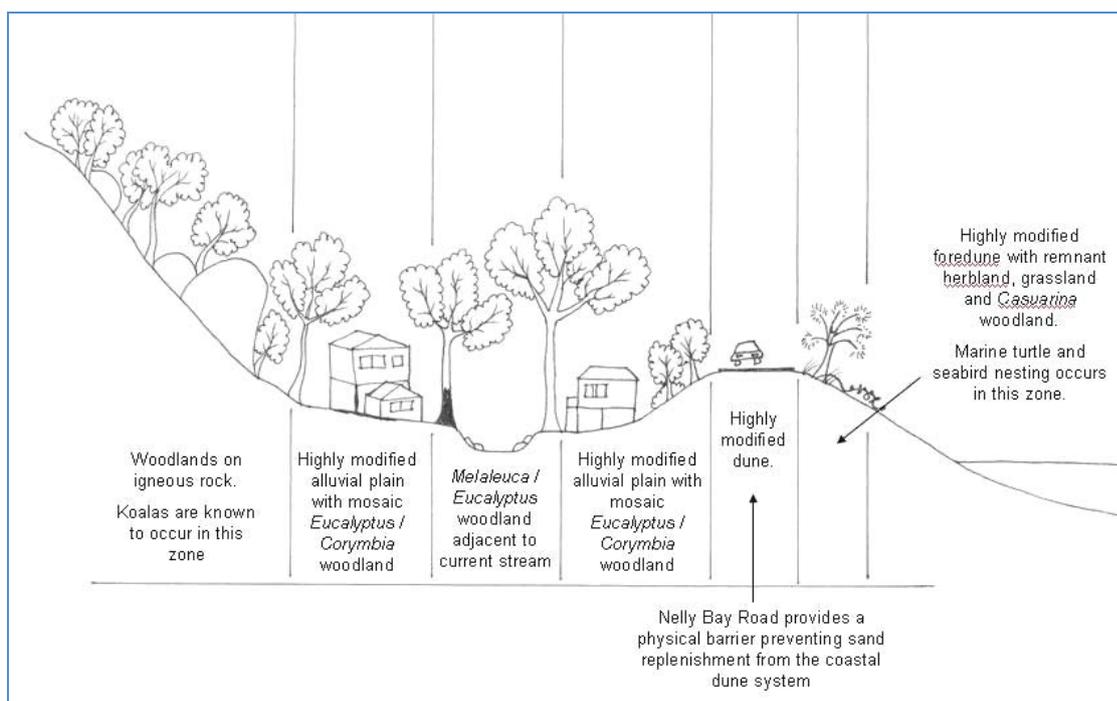 Woodlands on
igneous rock.
Koalas are known
to occur in this
zone
Highly modified
alluvial plain
with mosaic
Eucalyptus /
Corymbia
woodland
Melaleuca /
Eucalyptus
woodland
adjacent to
current stream
Highly modified
alluvial plain with
mosaic
Eucalyptus /
Corymbia
woodland
Highly
modified
dune.
Highly modified
foredune with remnant
herbland, grassland
and Casuarina
woodland.
Marine turtle and
seabird nesting occurs
in this zone.
Nelly Bay Road provides a
physical barrier preventing sand
replenishment from the coastal
dune system